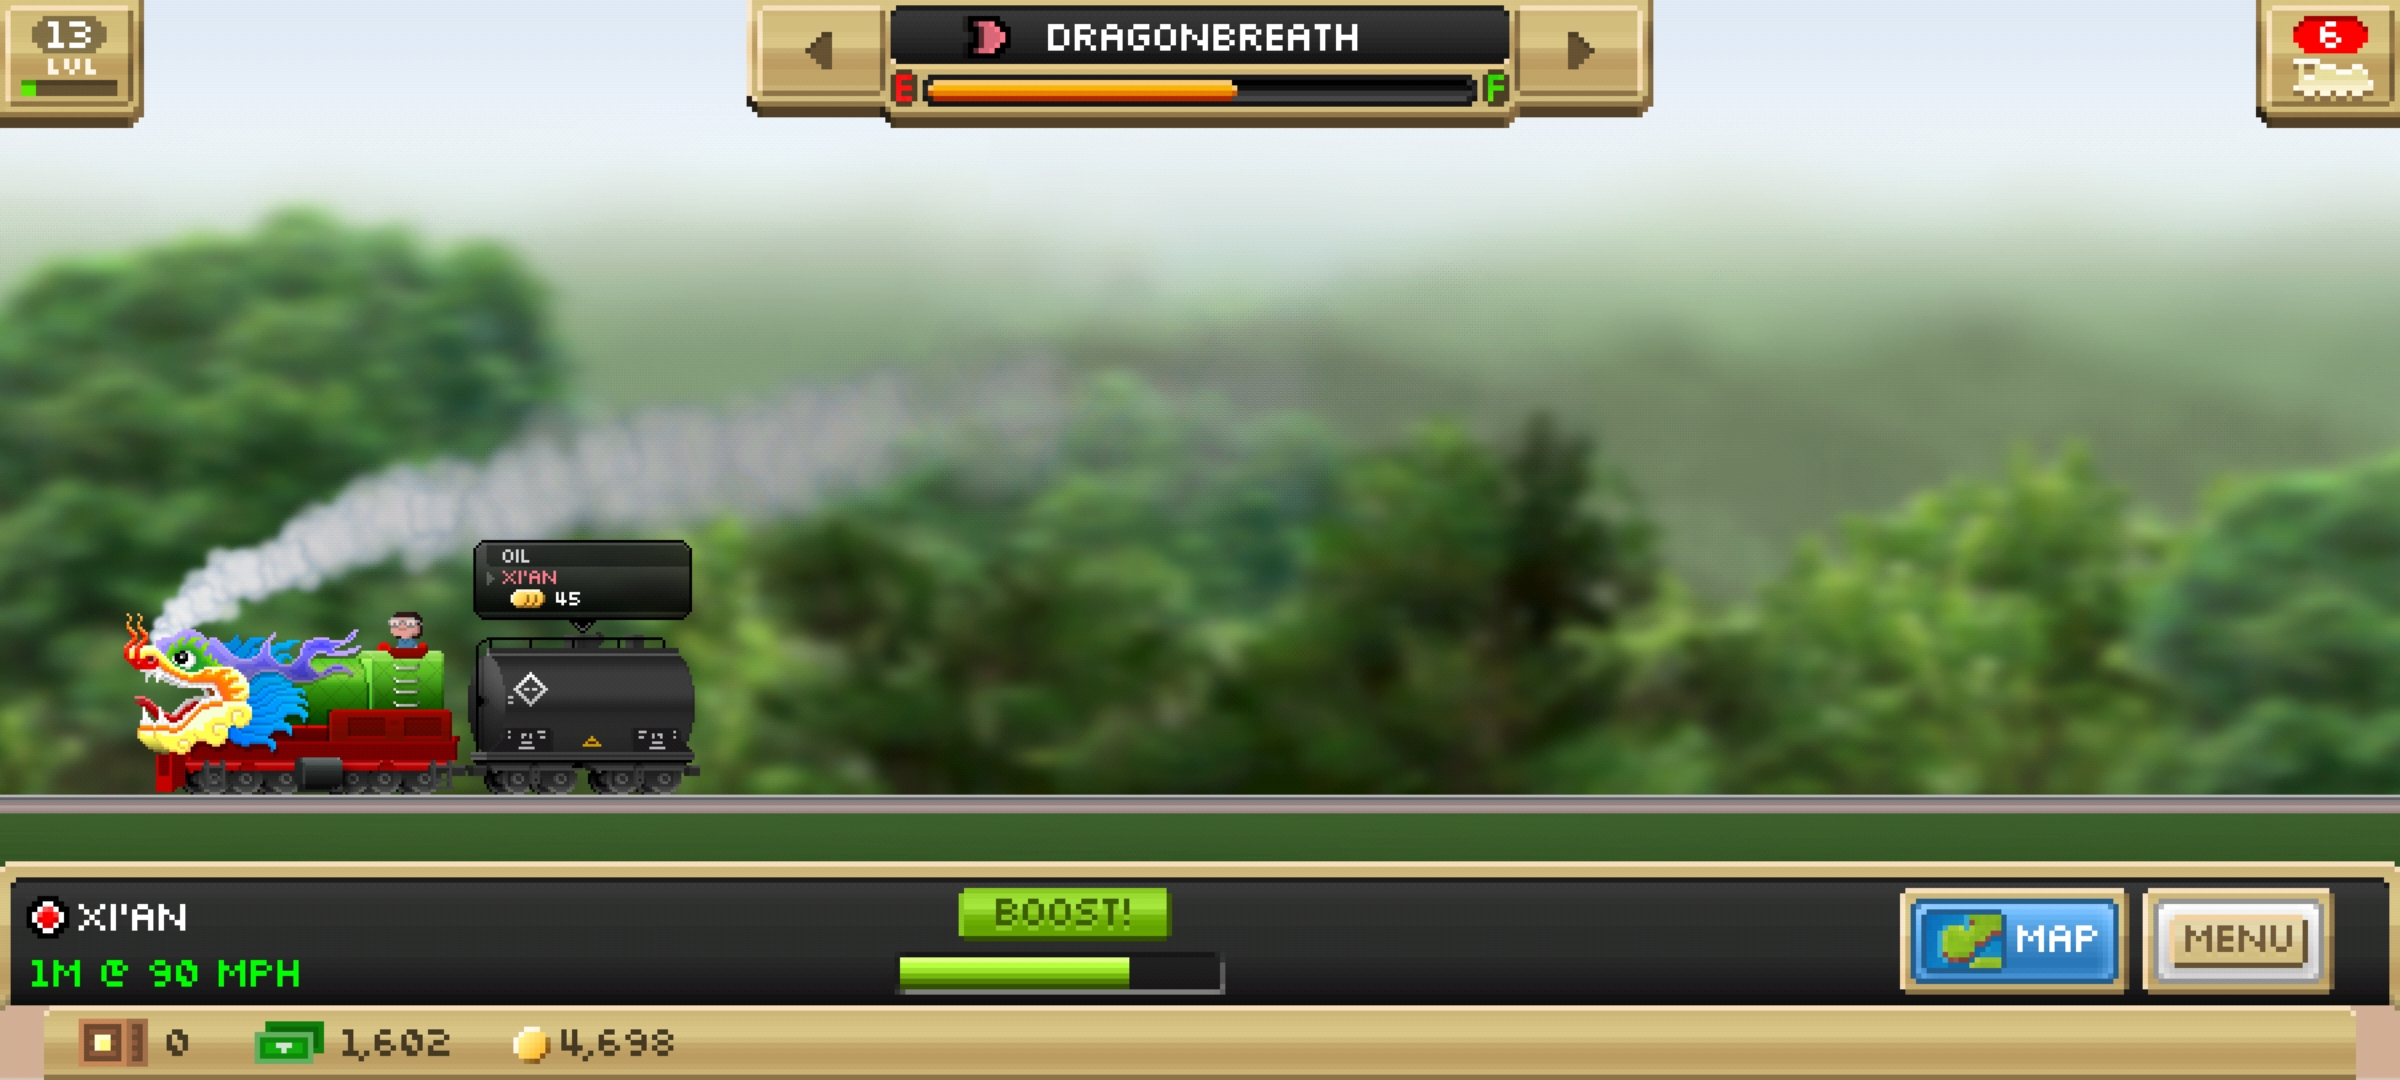 13
LVL
DRAGONBREATH
E F
6
OIL
XI'AN
45
XI'AN
1M @ 90 MPH
BOOST!
MAP
MENU
0 1,602 4,698